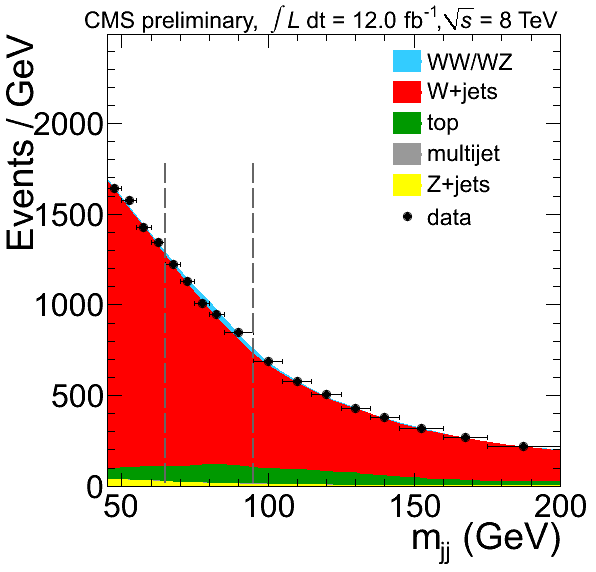 CMS preliminary, ∫ L dt = 12.0 fb⁻¹, √s = 8 TeV
Events / GeV
2000
1500
1000
500
0
WW/WZ
W+jets
top
multijet
Z+jets
data
50 100 150 200
m_jj (GeV)